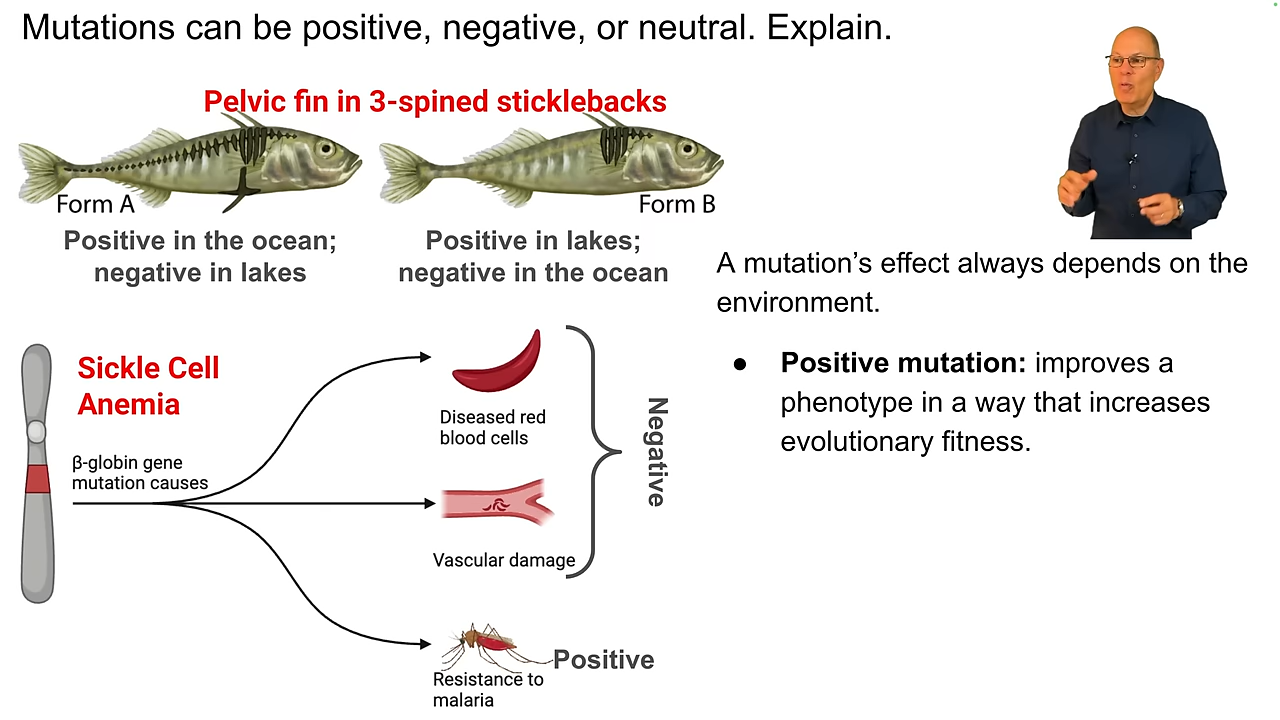 Mutations can be positive, negative, or neutral. Explain.
Pelvic fin in 3-spined sticklebacks
Form A
Form B
Positive in the ocean;
negative in lakes
Positive in lakes;
negative in the ocean
A mutation’s effect always depends on the
environment.
● Positive mutation: improves a
phenotype in a way that increases
evolutionary fitness.
Sickle Cell
Anemia
β-globin gene
mutation causes
Diseased red
blood cells
Vascular damage
Negative
Resistance to
malaria
Positive